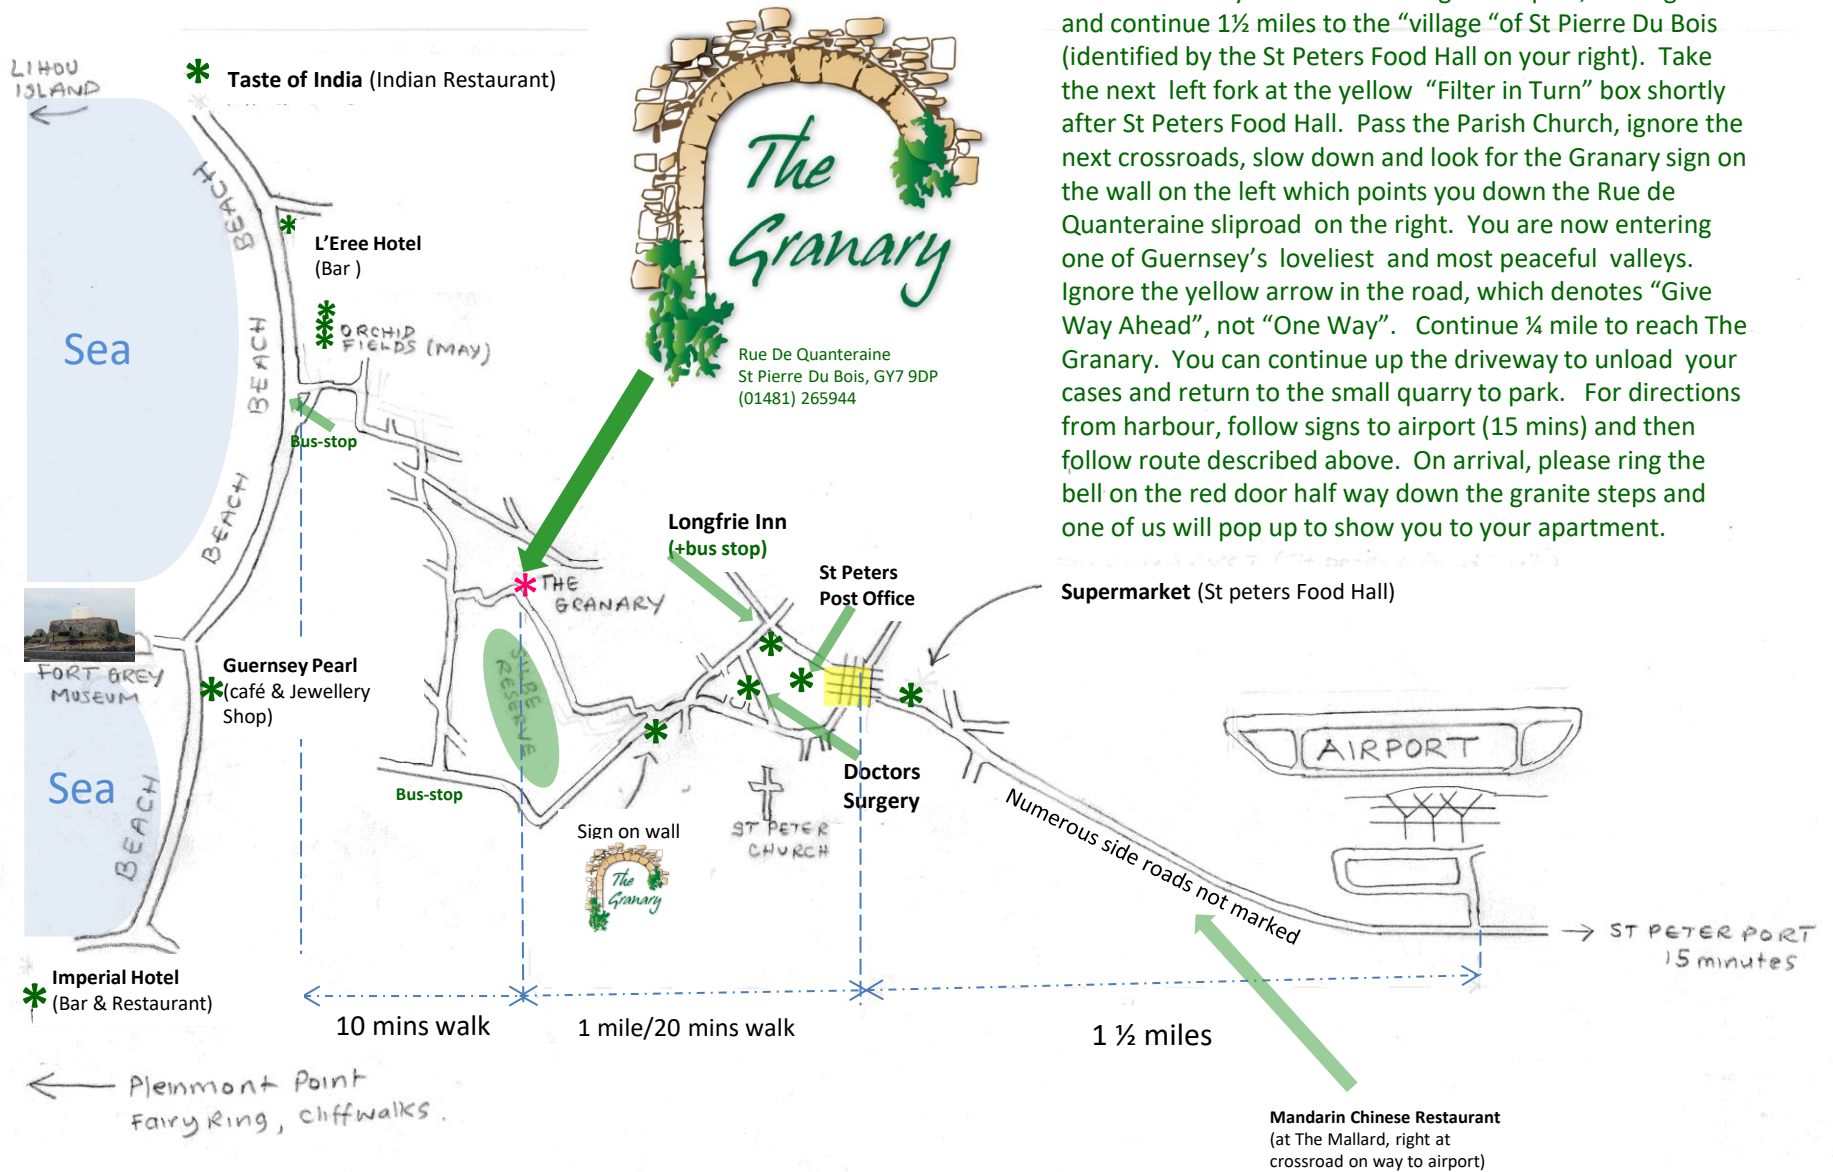 LIHOU
ISLAND
Taste of India (Indian Restaurant)
BEACH
L'Eree Hotel
(Bar )
ORCHID
FIELDS (MAY)
Sea
BEACH
Bus-stop
BEACH
The
Granary
Rue De Quanteraine
St Pierre Du Bois, GY7 9DP
(01481) 265944
and continue 1½ miles to the “village “of St Pierre Du Bois
(identified by the St Peters Food Hall on your right).  Take
the next  left fork at the yellow  “Filter in Turn” box shortly
after St Peters Food Hall.  Pass the Parish Church, ignore the
next crossroads, slow down and look for the Granary sign on
the wall on the left which points you down the Rue de
Quanteraine sliproad  on the right.  You are now entering
one of Guernsey’s  loveliest  and most peaceful  valleys.
Ignore the yellow arrow in the road, which denotes “Give
Way Ahead”, not “One Way”.   Continue ¼ mile to reach The
Granary.  You can continue up the driveway to unload  your
cases and return to the small quarry to park.   For directions
from harbour, follow signs to airport (15 mins) and then
follow route described above.  On arrival, please ring the
bell on the red door half way down the granite steps and
one of us will pop up to show you to your apartment.
Longfrie Inn
(+bus stop)
St Peters
Post Office
Supermarket (St peters Food Hall)
THE
GRANARY
RESERVE
FORT GREY
MUSEUM
Guernsey Pearl
(café & Jewellery
Shop)
Sea
BEACH
Bus-stop
Sign on wall
The
Granary
ST PETER
CHURCH
Doctors
Surgery
AIRPORT
Numerous side roads not marked
ST PETER PORT
15 minutes
Imperial Hotel
(Bar & Restaurant)
10 mins walk
1 mile/20 mins walk
1 ½ miles
Pleinmont Point
Fairy Ring, Cliffwalks.
Mandarin Chinese Restaurant
(at The Mallard, right at
crossroad on way to airport)